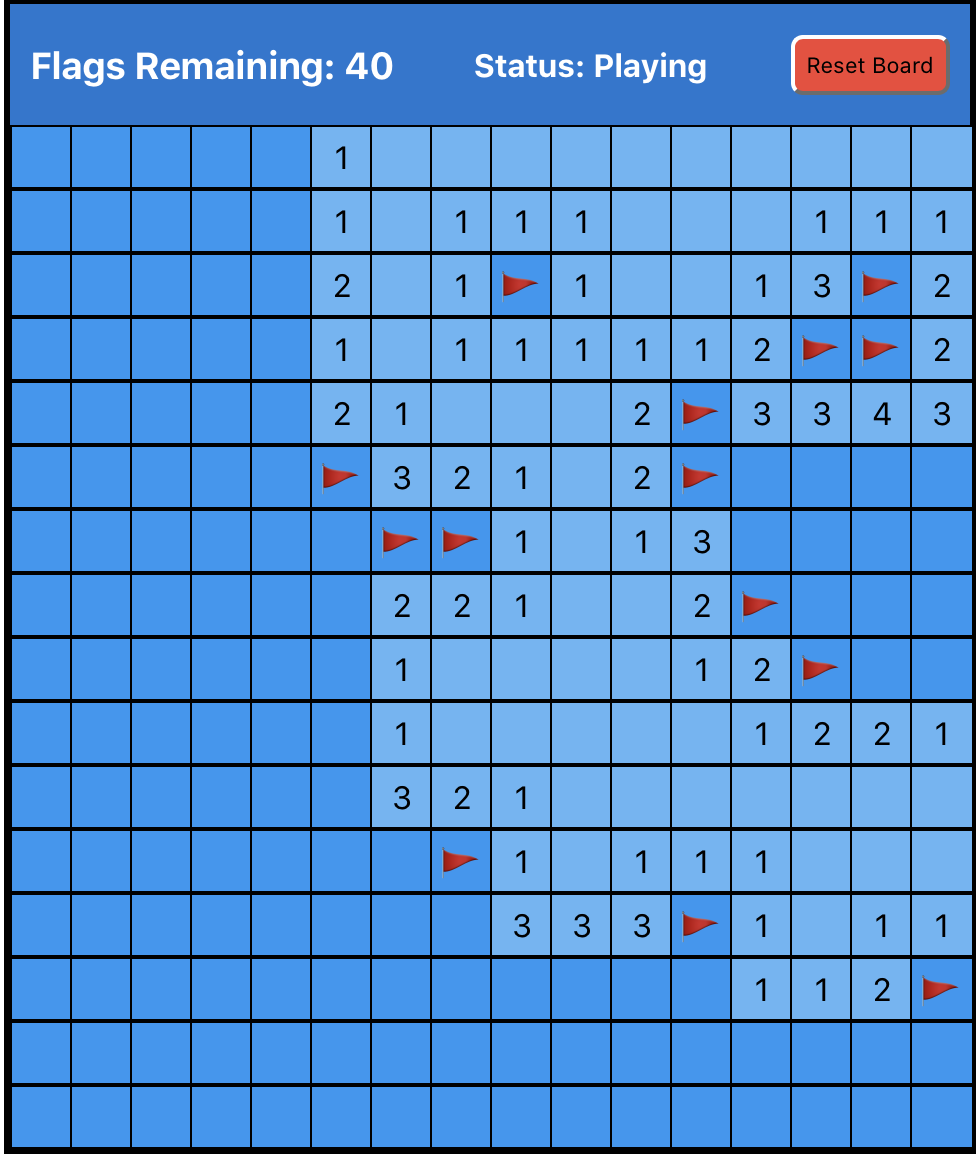 Flags Remaining: 40 Status: Playing Reset Board
1
1 1 1 1 1 1 1
2 1 1 1 3 2
1 1 1 1 1 1 2 2
2 1 2 3 3 4 3
3 2 1 2
1 1 3
2 2 1 2
1 1 2
1 1 2 2 1
3 2 1
1 1 1 1
3 3 3 1 1 1
1 1 2